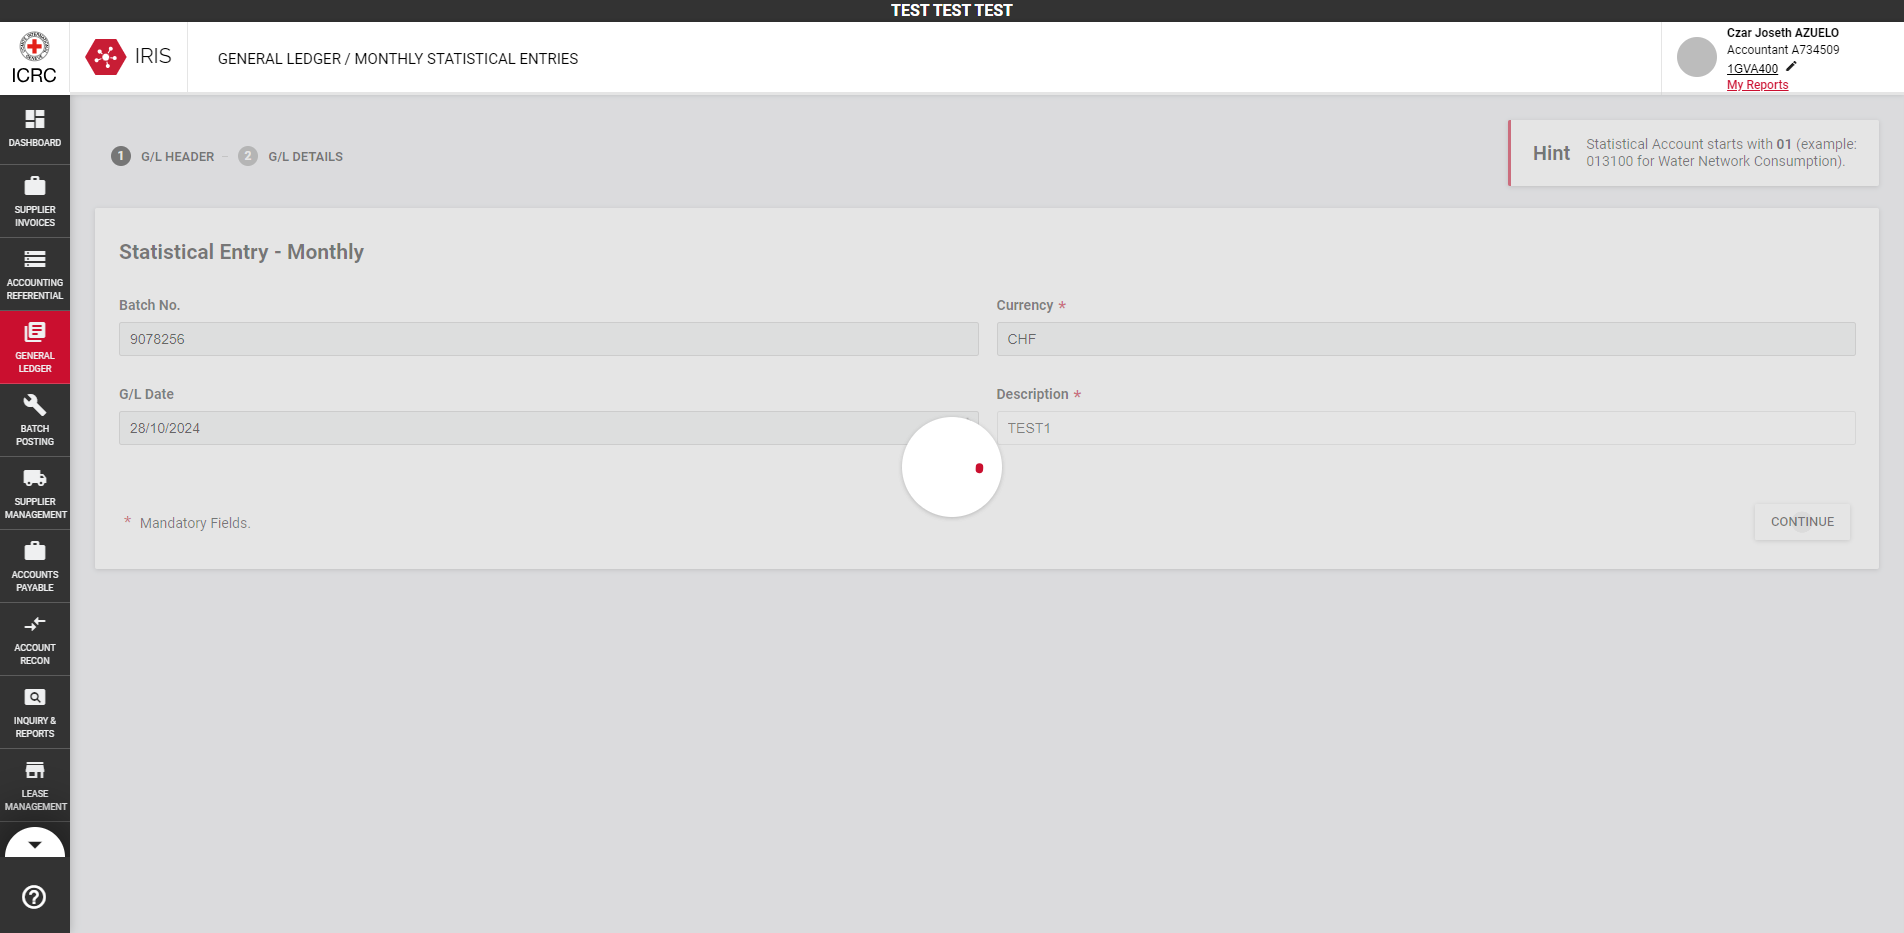 TEST TEST TEST
ICRC
IRIS
GENERAL LEDGER / MONTHLY STATISTICAL ENTRIES
Czar Joseth AZUELO
Accountant A734509
1GVA400
My Reports
DASHBOARD
SUPPLIER
INVOICES
ACCOUNTING
REFERENTIAL
GENERAL
LEDGER
BATCH
POSTING
SUPPLIER
MANAGEMENT
ACCOUNTS
PAYABLE
ACCOUNT
RECON
INQUIRY &
REPORTS
LEASE
MANAGEMENT
1 G/L HEADER
2 G/L DETAILS
Hint
Statistical Account starts with 01 (example:
013100 for Water Network Consumption).
Statistical Entry - Monthly
Batch No.
9078256
Currency *
CHF
G/L Date
28/10/2024
Description *
TEST1
* Mandatory Fields.
CONTINUE